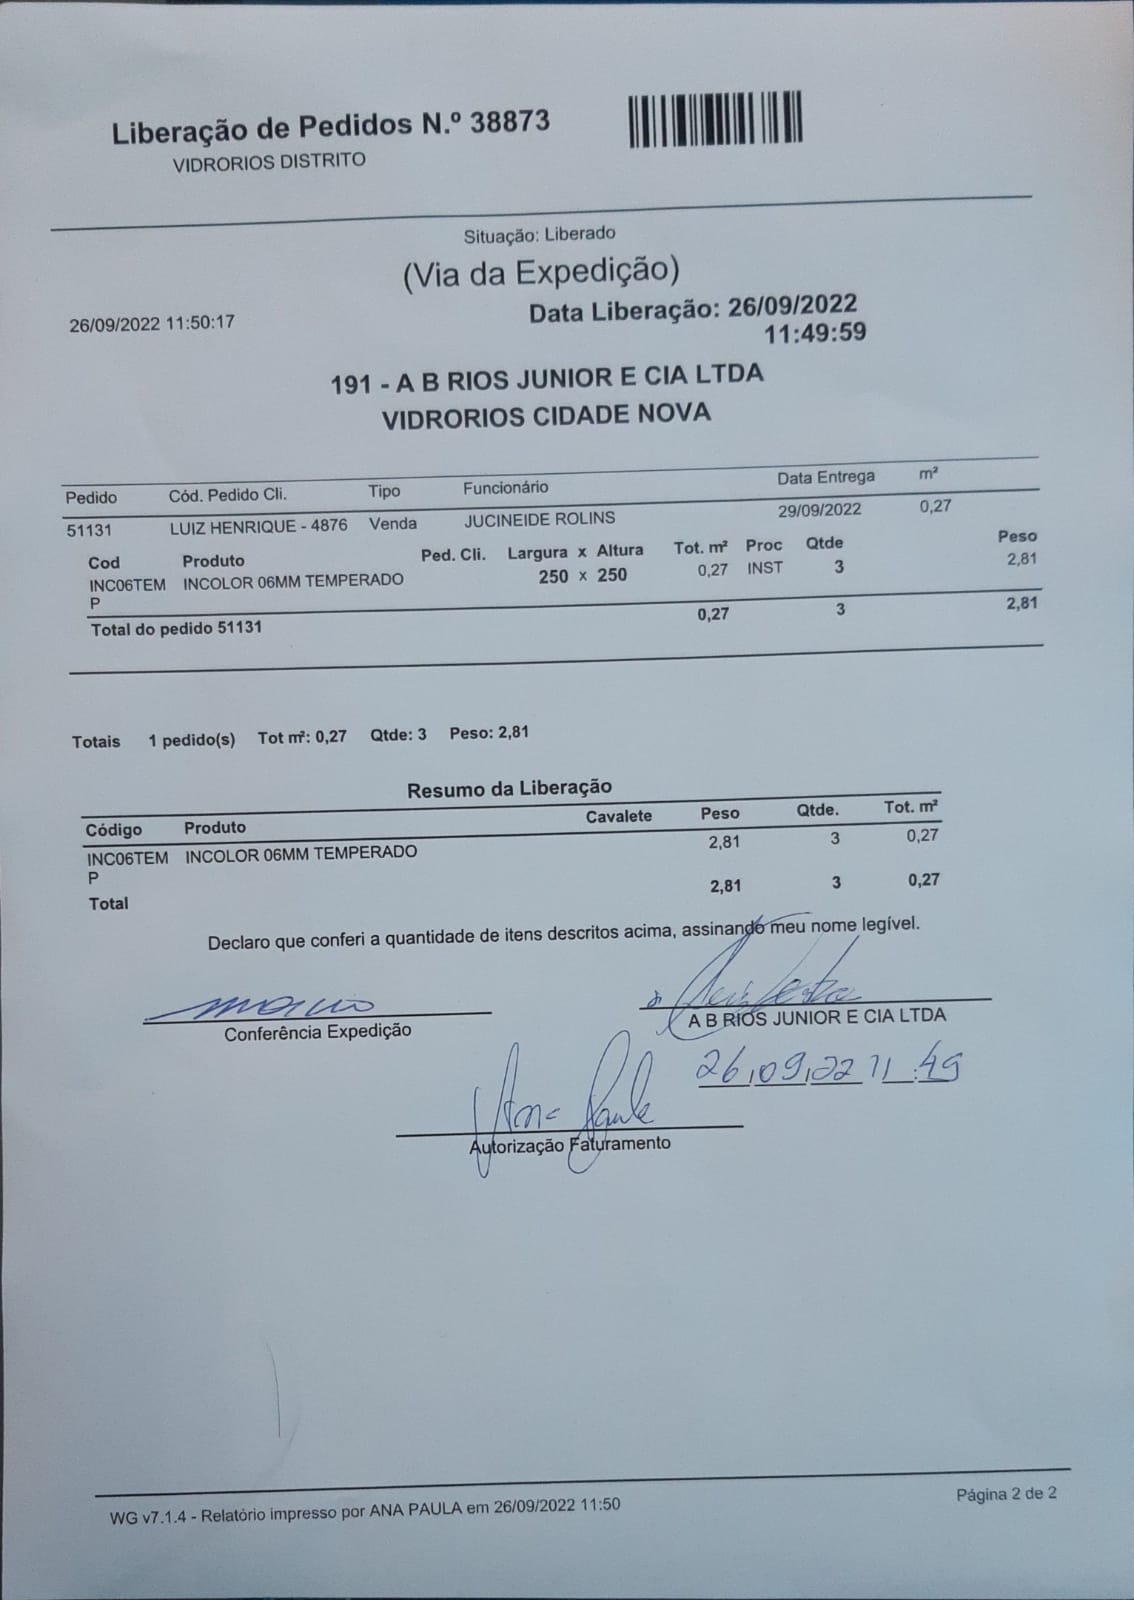 Liberação de Pedidos N.º 38873
VIDRORIOS DISTRITO
Situação: Liberado
(Via da Expedição)
26/09/2022 11:50:17
Data Liberação: 26/09/2022
11:49:59
191 - A B RIOS JUNIOR E CIA LTDA
VIDRORIOS CIDADE NOVA
Pedido Cód. Pedido Cli. Tipo Funcionário Data Entrega m²
51131 LUIZ HENRIQUE - 4876 Venda JUCINEIDE ROLINS 29/09/2022 0,27
Cod Produto Ped. Cli. Largura x Altura Tot. m² Proc Qtde Peso
INC06TEM INCOLOR 06MM TEMPERADO 250 x 250 0,27 INST 3 2,81
P
Total do pedido 51131 0,27 3 2,81
Totais 1 pedido(s) Tot m²: 0,27 Qtde: 3 Peso: 2,81
Resumo da Liberação
Código Produto Cavalete Peso Qtde. Tot. m²
INC06TEM INCOLOR 06MM TEMPERADO 2,81 3 0,27
P
Total 2,81 3 0,27
Declaro que conferi a quantidade de itens descritos acima, assinando meu nome legível.
Conferência Expedição
A B RIOS JUNIOR E CIA LTDA
26,09,22 11:49
Ana Paula
Autorização Faturamento
WG v7.1.4 - Relatório impresso por ANA PAULA em 26/09/2022 11:50
Página 2 de 2